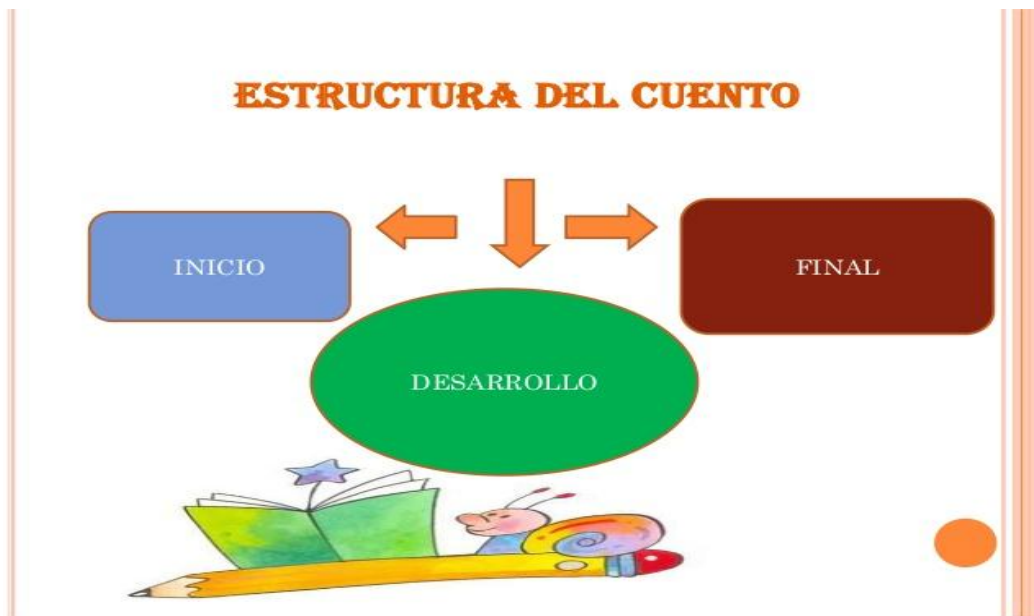 ESTRUCTURA DEL CUENTO
INICIO
FINAL
DESARROLLO